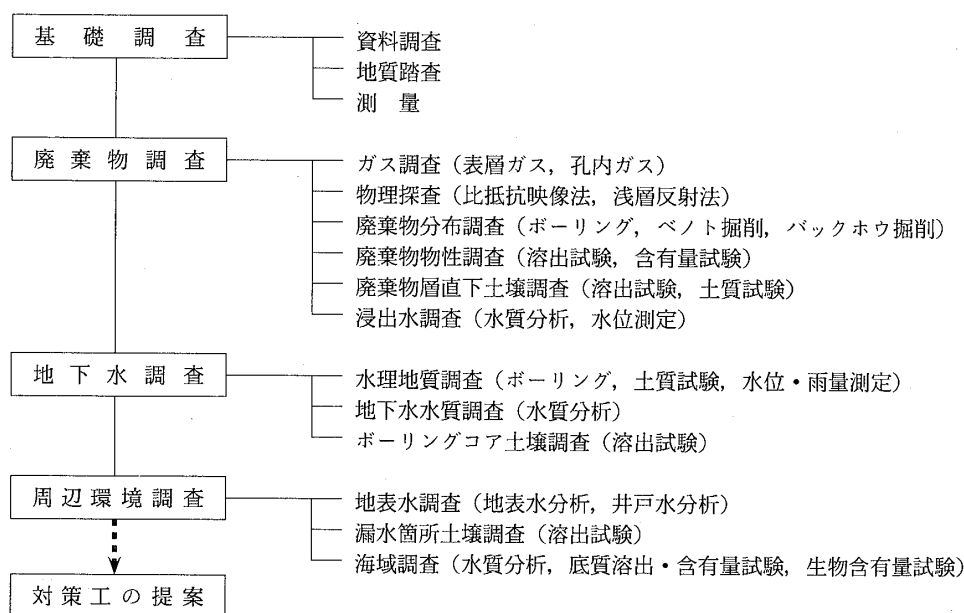 基礎調査
資料調査
地質踏査
測 量
廃棄物調査
ガス調査（表層ガス，孔内ガス）
物理探査（比抵抗映像法，浅層反射法）
廃棄物分布調査（ボーリング，ベノト掘削，バックホウ掘削）
廃棄物物性調査（溶出試験，含有量試験）
廃棄物層直下土壌調査（溶出試験，土質試験）
浸出水調査（水質分析，水位測定）
地下水調査
水理地質調査（ボーリング，土質試験，水位・雨量測定）
地下水水質調査（水質分析）
ボーリングコア土壌調査（溶出試験）
周辺環境調査
地表水調査（地表水分析，井戸水分析）
漏水箇所土壌調査（溶出試験）
海域調査（水質分析，底質溶出・含有量試験，生物含有量試験）
対策工の提案